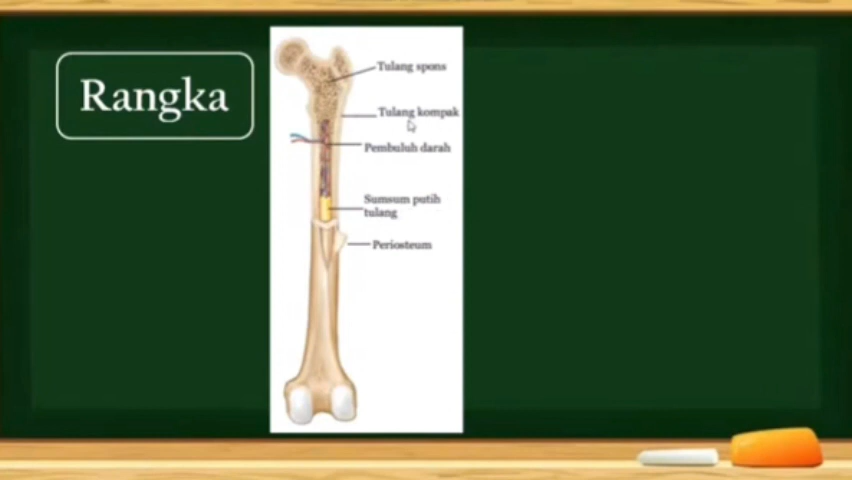 Rangka
Tulang spons
Tulang kompak
Pembuluh darah
Sumsum putih
tulang
Periosteum